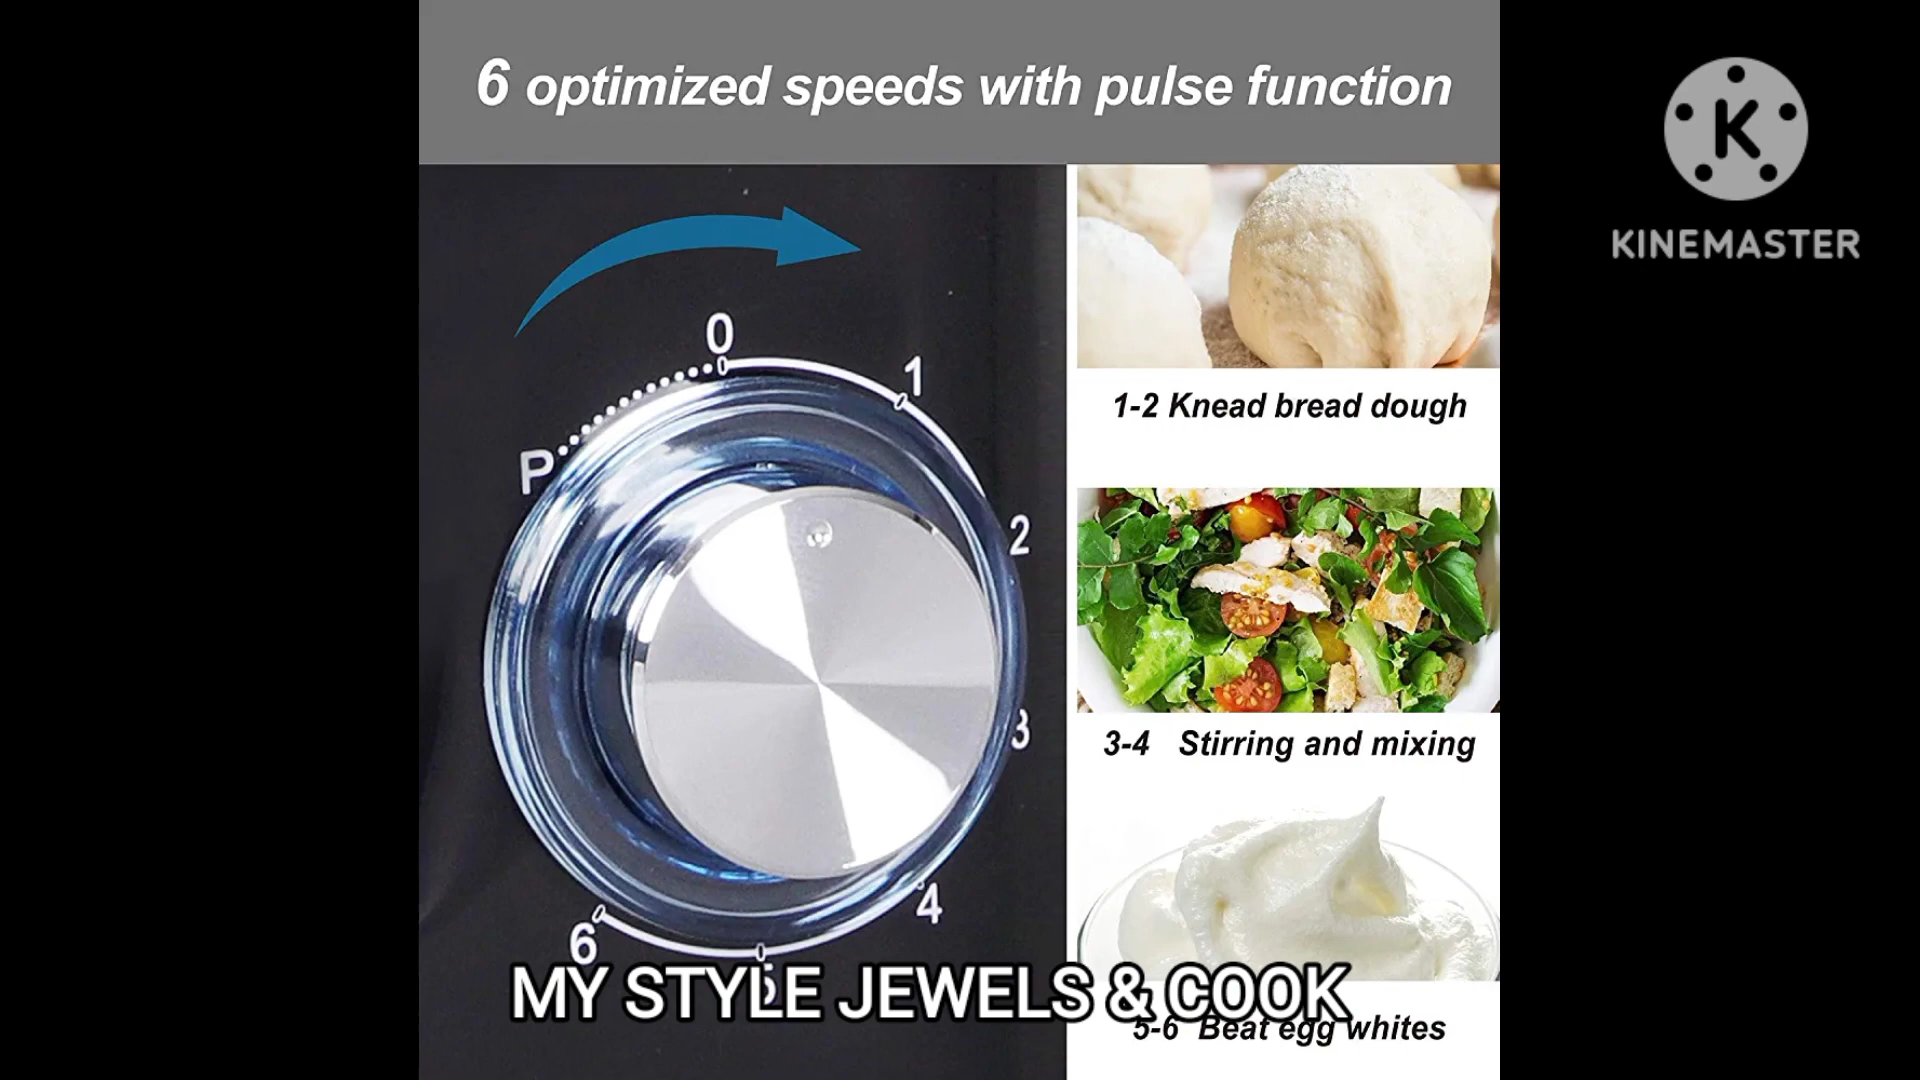 6 optimized speeds with pulse function
K
KINEMASTER
0
1
P
2
3
4
6
5
1-2 Knead bread dough
3-4 Stirring and mixing
5-6 Beat egg whites
MY STYLE JEWELS & COOK